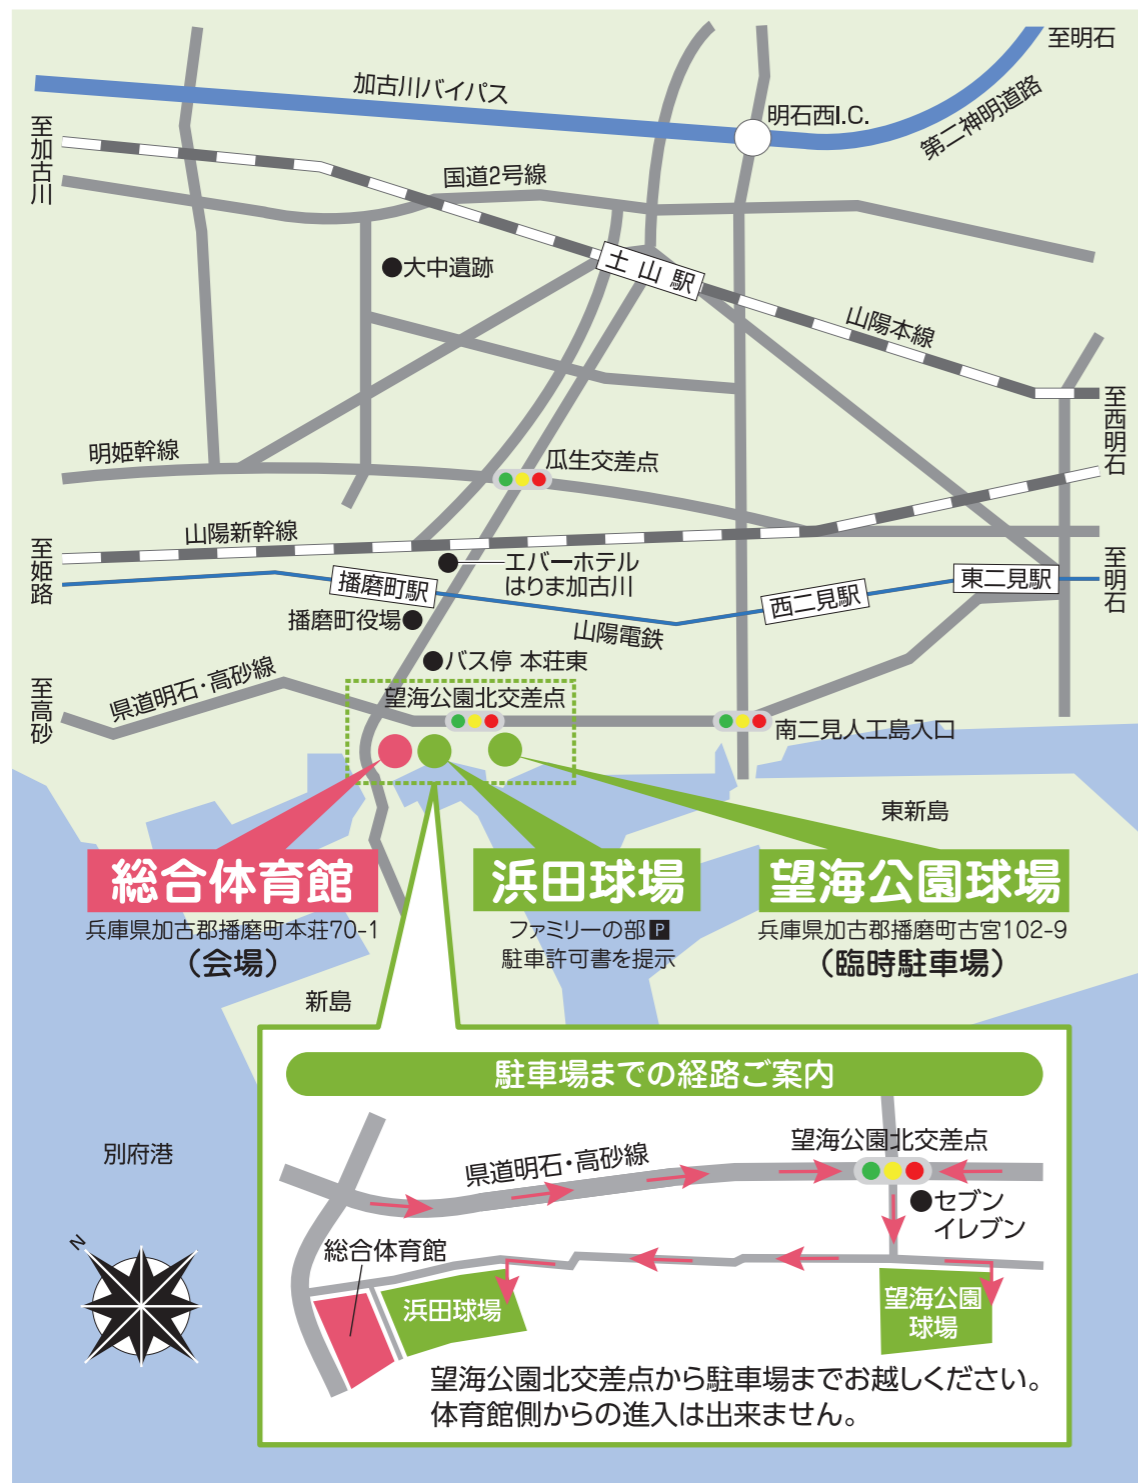 至明石
加古川バイパス
明石西I.C.
第二神明道路
至加古川
国道2号線
大中遺跡
土山駅
山陽本線
至西明石
明姫幹線
瓜生交差点
山陽新幹線
至姫路
エバーホテル
はりま加古川
播磨町駅
東二見駅
至明石
西二見駅
播磨町役場
山陽電鉄
バス停 本荘東
県道明石・高砂線
至高砂
望海公園北交差点
南二見人工島入口
東新島
総合体育館
兵庫県加古郡播磨町本荘70-1
（会場）
浜田球場
ファミリーの部 P
駐車許可書を提示
望海公園球場
兵庫県加古郡播磨町古宮102-9
（臨時駐車場）
新島
別府港
N
駐車場までの経路ご案内
望海公園北交差点
県道明石・高砂線
セブン
イレブン
総合体育館
浜田球場
望海公園
球場
望海公園北交差点から駐車場までお越しください。
体育館側からの進入は出来ません。